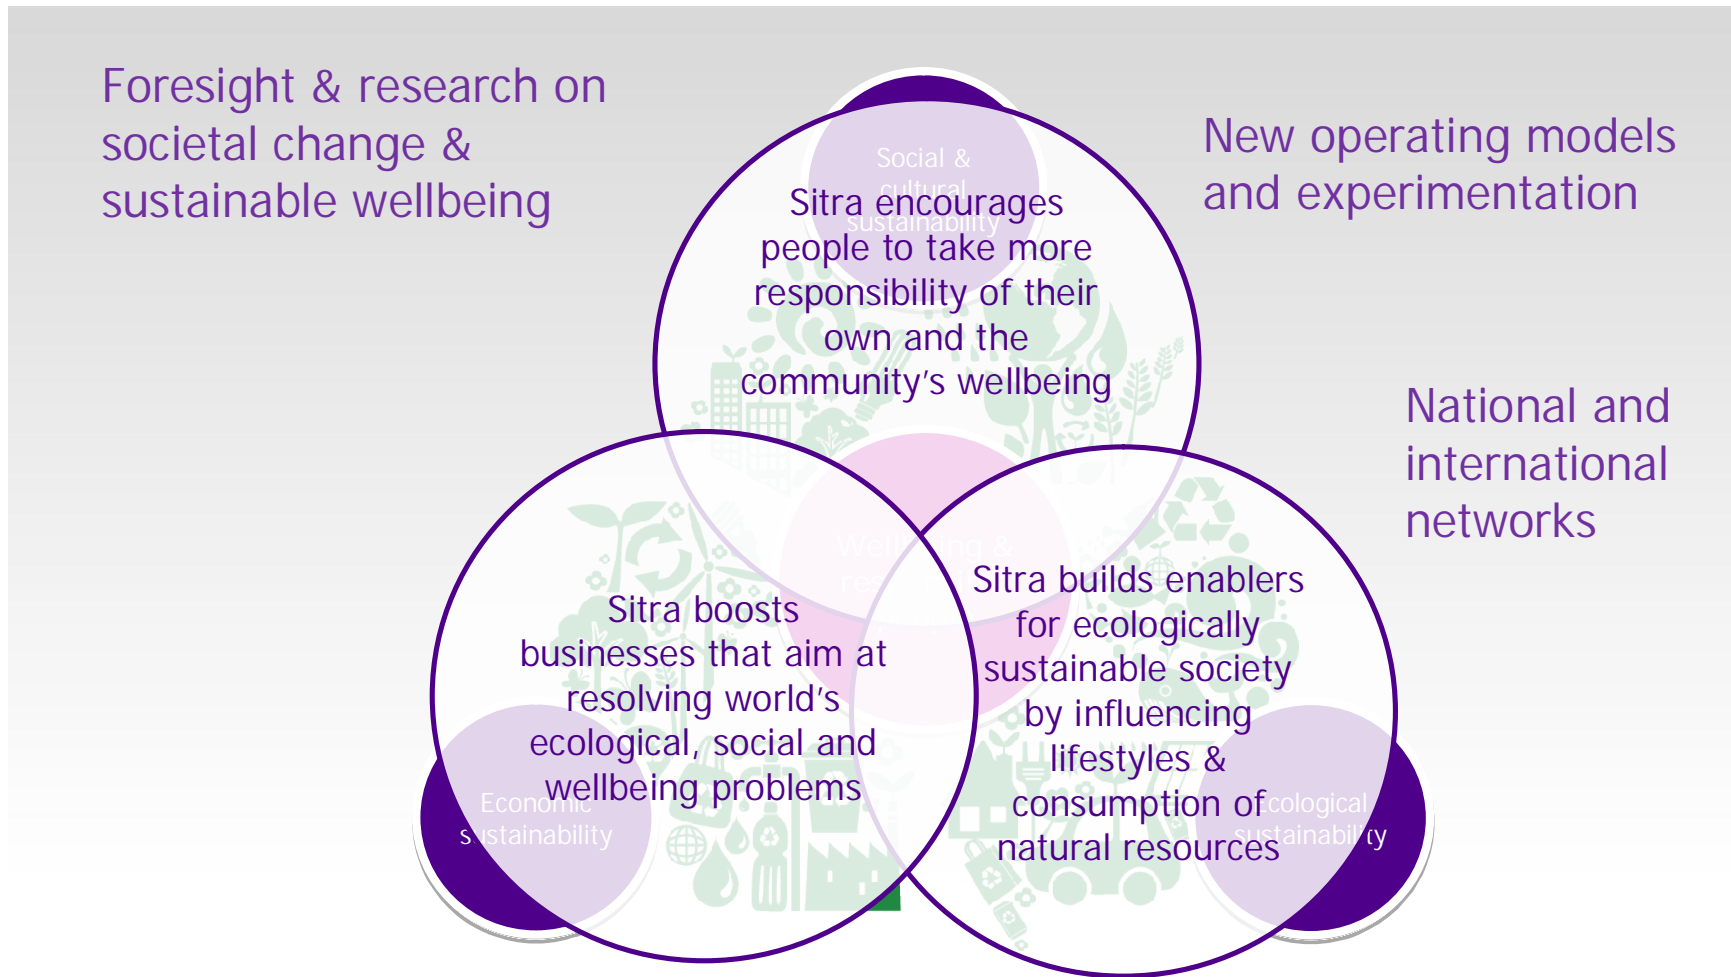 Foresight & research on
societal change &
sustainable wellbeing
New operating models
and experimentation
National and
international
networks
Social &
cultural
sustainability
Sitra encourages
people to take more
responsibility of their
own and the
community's wellbeing
Wellbeing &
Sitra boosts
businesses that aim at
resolving world's
ecological, social and
wellbeing problems
Economic
sustainability
Sitra builds enablers
for ecologically
sustainable society
by influencing
lifestyles &
consumption of
natural resources
Ecological
sustainability